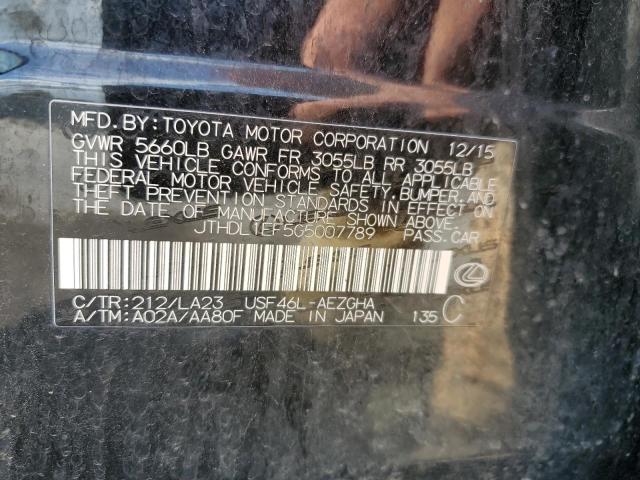 MFD.BY:TOYOTA MOTOR CORPORATION 12/15
GVWR 5660LB GAWR FR 3055LB RR 3055LB
THIS VEHICLE CONFORMS TO ALL APPLICABLE
FEDERAL MOTOR VEHICLE SAFETY, BUMPER, AND
THEFT PREVENTION STANDARDS IN EFFECT ON
THE DATE OF MANUFACTURE SHOWN ABOVE.
JTHDL1EF5G5007789 PASS.CAR
C/TR:212/LA23 USF46L-AEZGHA
A/TM:A02A/AA80F MADE IN JAPAN 135 C